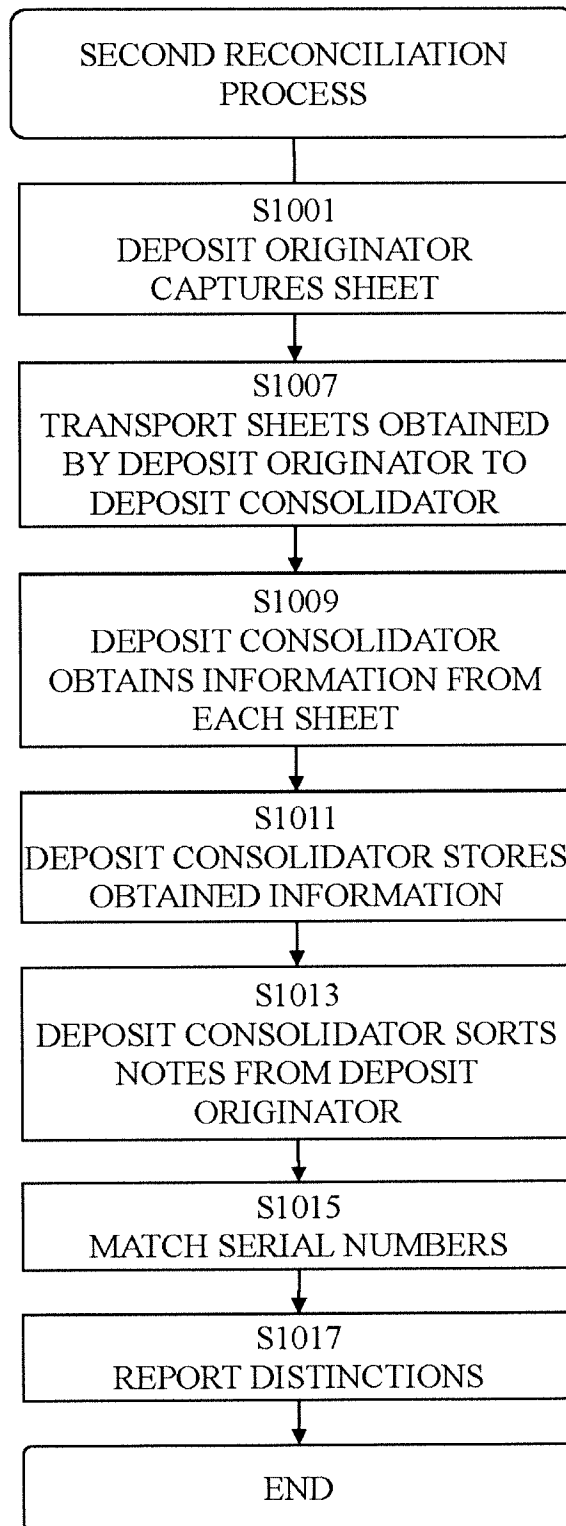 SECOND RECONCILIATION
PROCESS
S1001
DEPOSIT ORIGINATOR
CAPTURES SHEET
S1007
TRANSPORT SHEETS OBTAINED
BY DEPOSIT ORIGINATOR TO
DEPOSIT CONSOLIDATOR
S1009
DEPOSIT CONSOLIDATOR
OBTAINS INFORMATION FROM
EACH SHEET
S1011
DEPOSIT CONSOLIDATOR STORES
OBTAINED INFORMATION
S1013
DEPOSIT CONSOLIDATOR SORTS
NOTES FROM DEPOSIT
ORIGINATOR
S1015
MATCH SERIAL NUMBERS
S1017
REPORT DISTINCTIONS
END